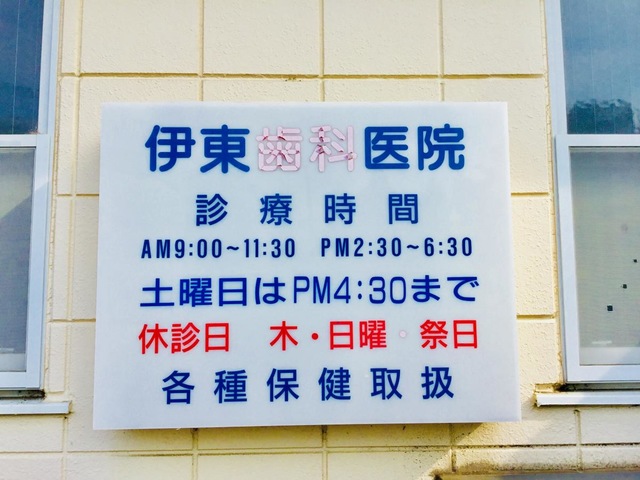 伊東歯科医院
診療時間
AM9:00~11:30 PM2:30~6:30
土曜日はPM4:30まで
休診日 木・日曜・祭日
各種保健取扱